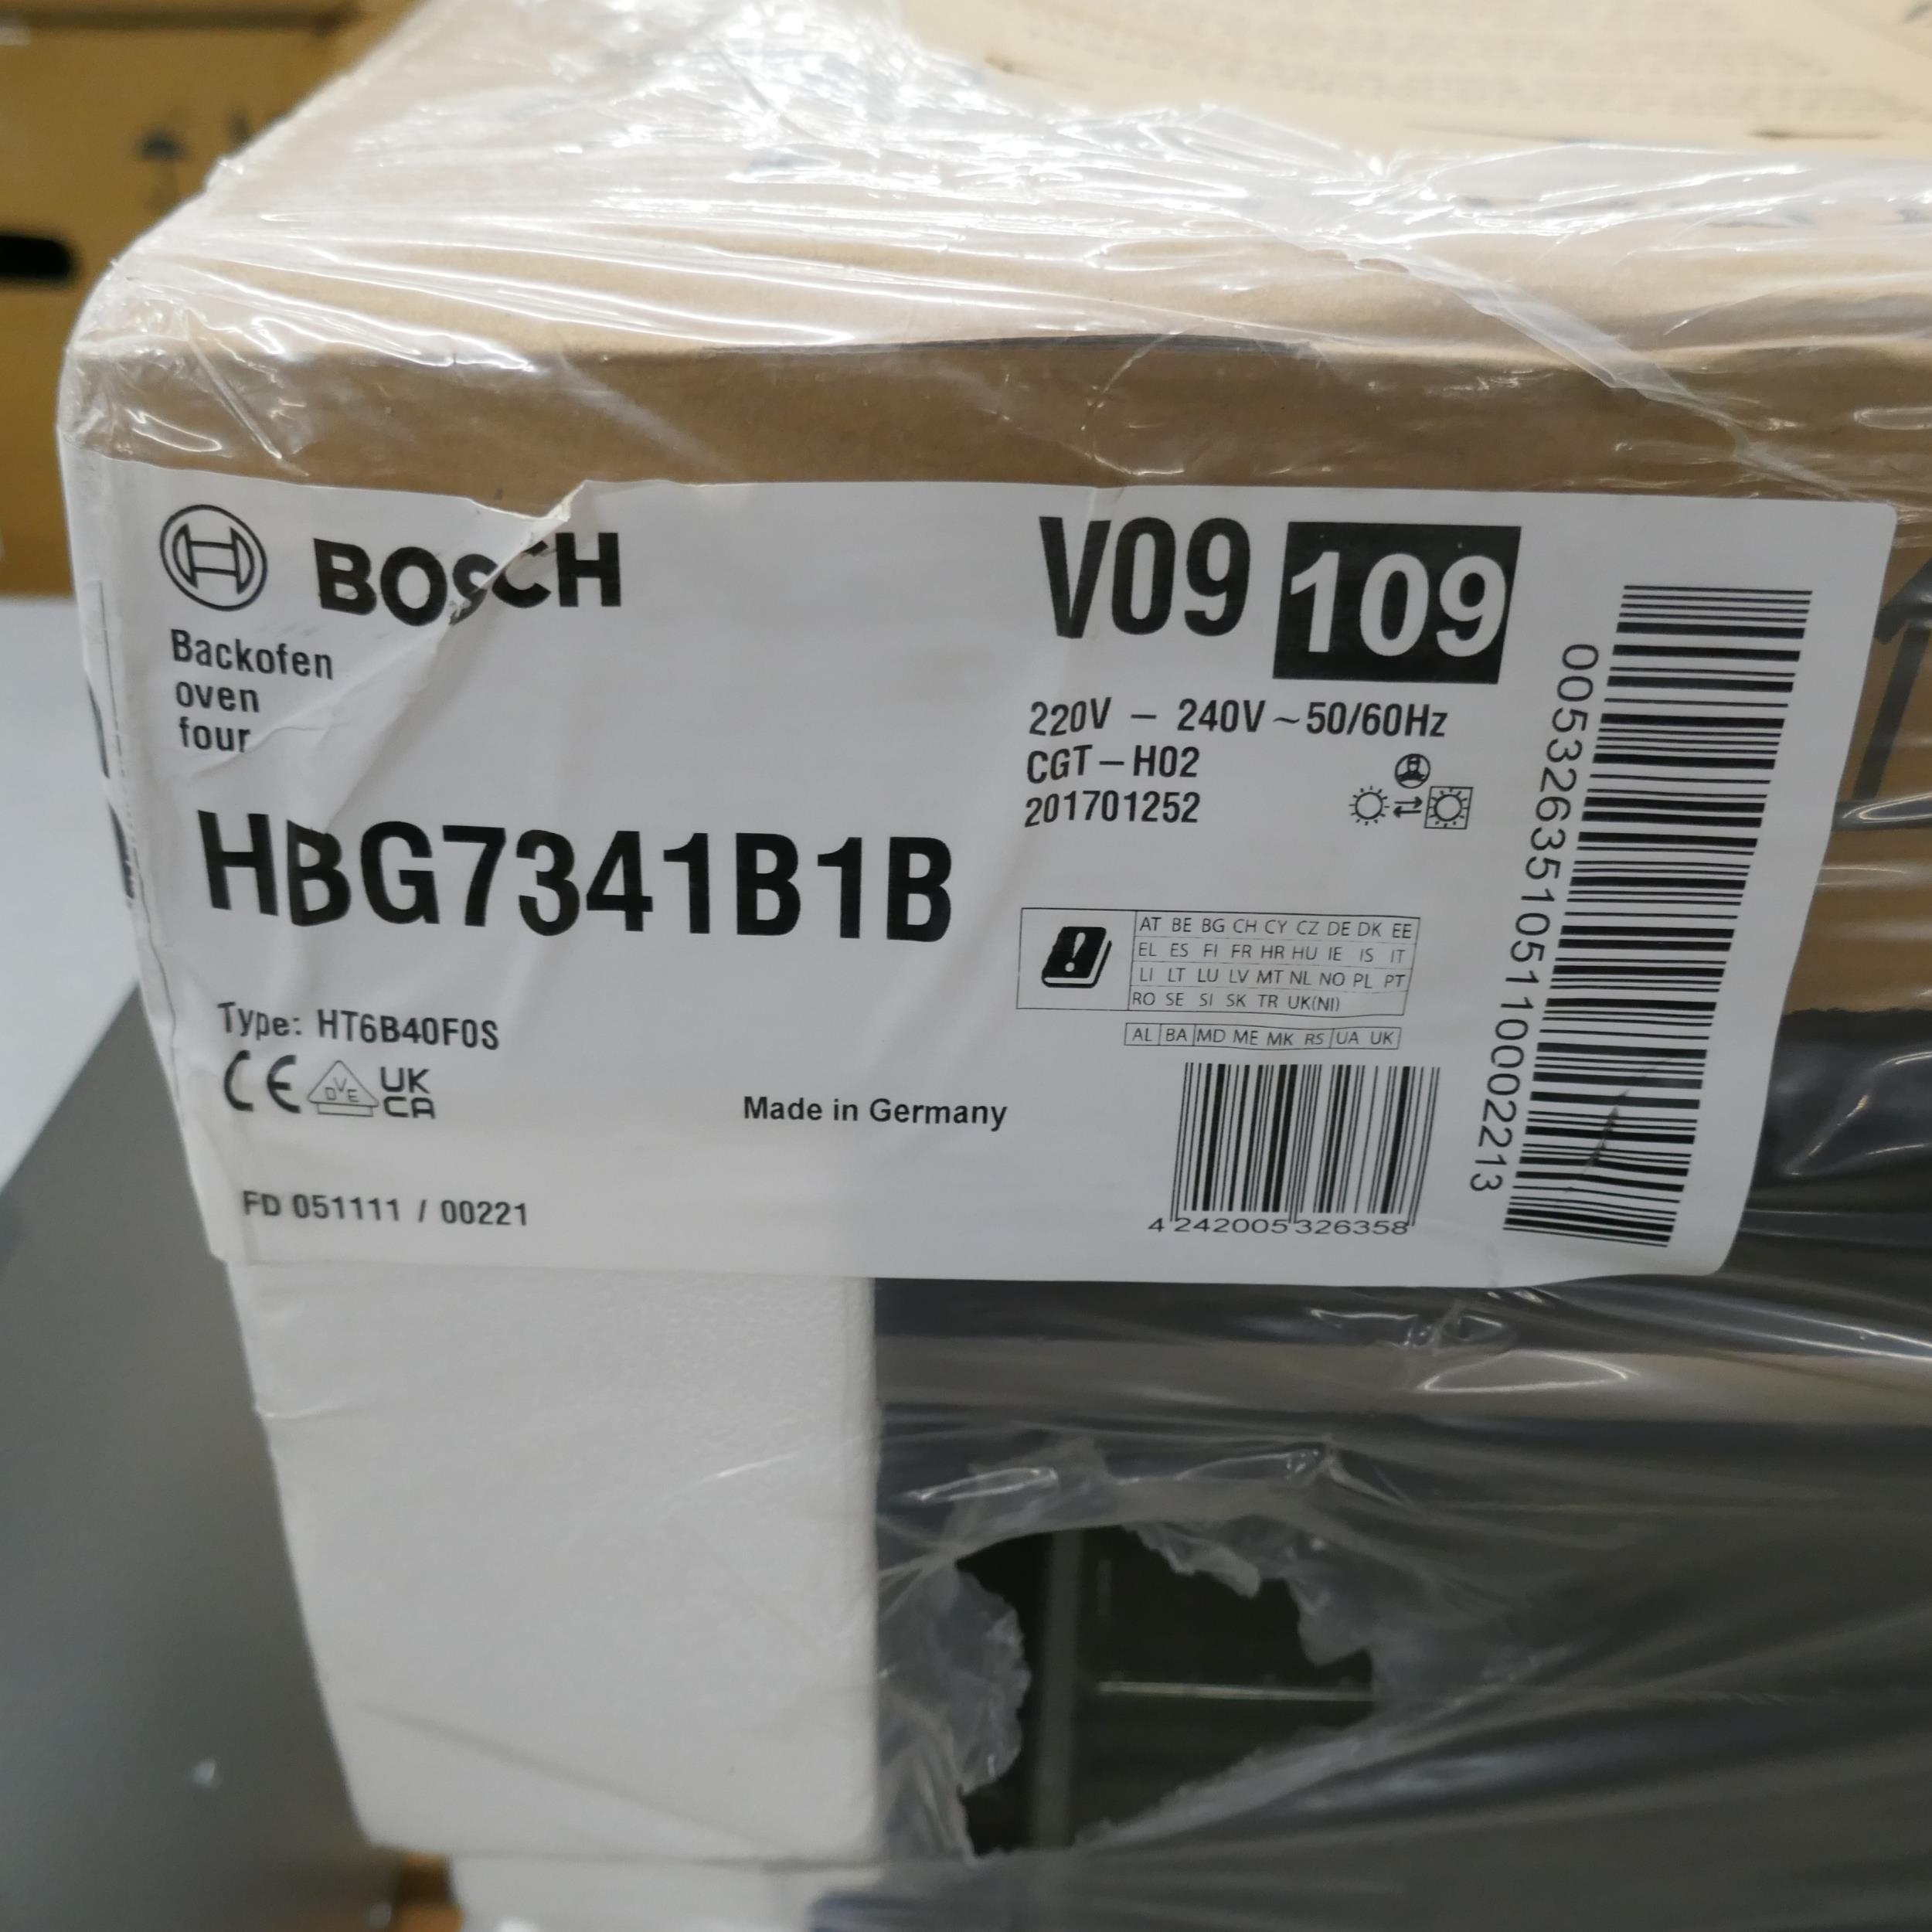 BOSCH
Backofen
oven
four
HBG7341B1B
Type: HT6B40F0S
CE DVE UK
CA
FD 051111 / 00221
Made in Germany
V09 109
220V – 240V ~ 50/60Hz
CGT – H02
201701252
AT BE BG CH CY CZ DE DK EE
EL ES FI FR HR HU IE IS IT
LI LT LU LV MT NL NO PL PT
RO SE SI SK TR UK(NI)
AL BA MD ME MK RS UA UK
4 242005 326358
00532635105110002213